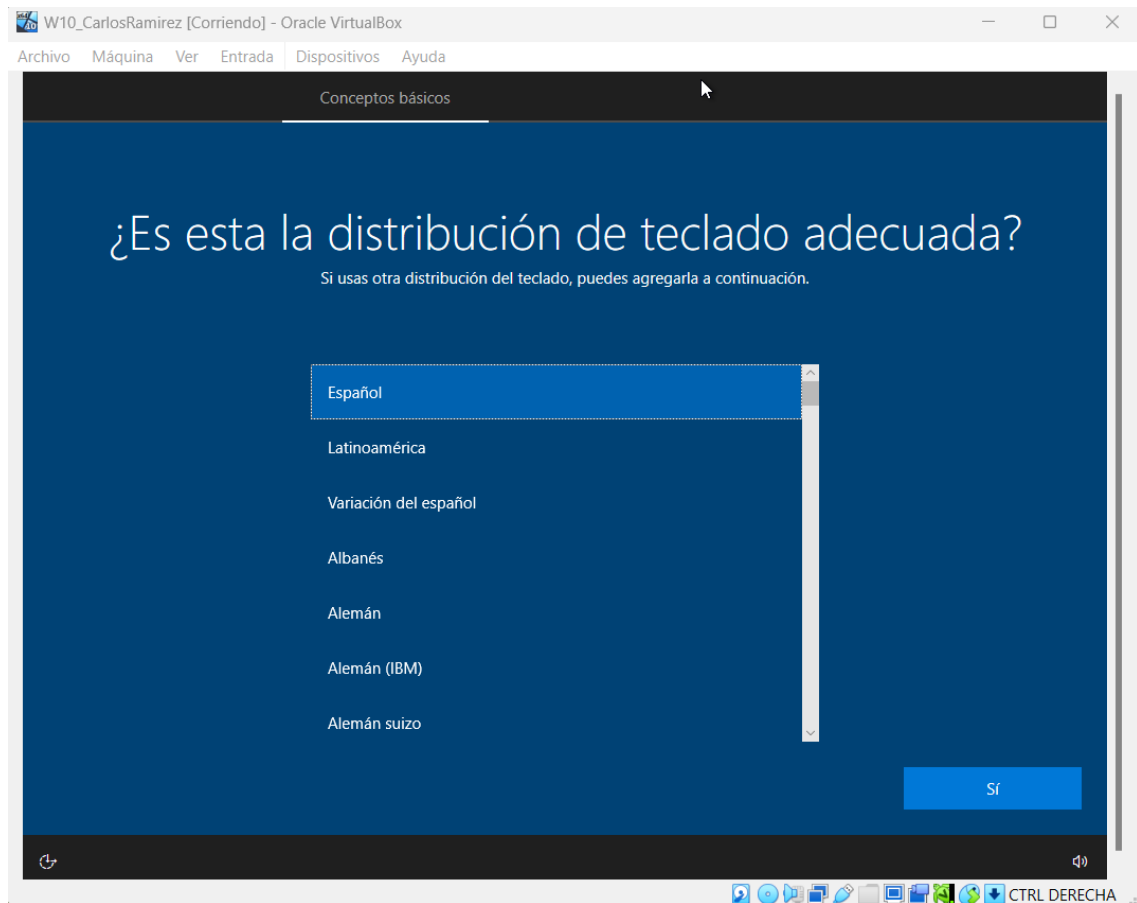 W10_CarlosRamirez [Corriendo] - Oracle VirtualBox
Archivo Máquina Ver Entrada Dispositivos Ayuda
Conceptos básicos
¿Es esta la distribución de teclado adecuada?
Si usas otra distribución del teclado, puedes agregarla a continuación.
Español
Latinoamérica
Variación del español
Albanés
Alemán
Alemán (IBM)
Alemán suizo
Sí
CTRL DERECHA